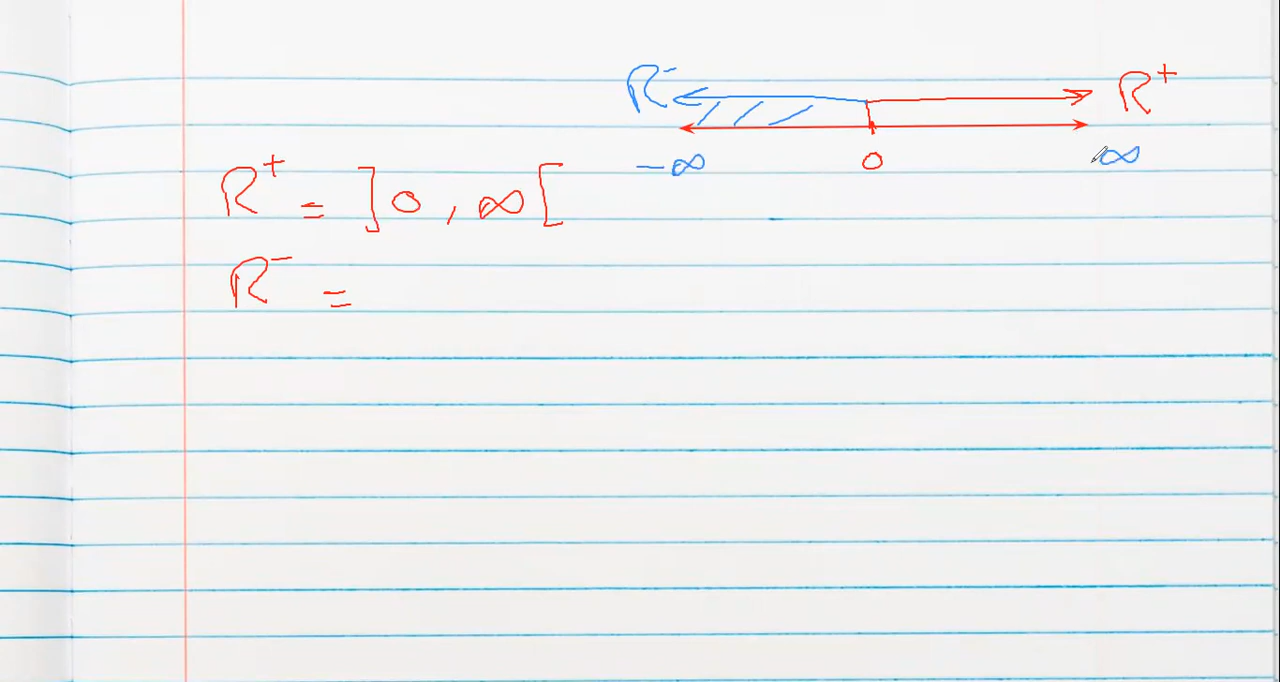 R⁻ R⁺
-∞ 0 ∞
R⁺ = ]0, ∞[
R⁻ =